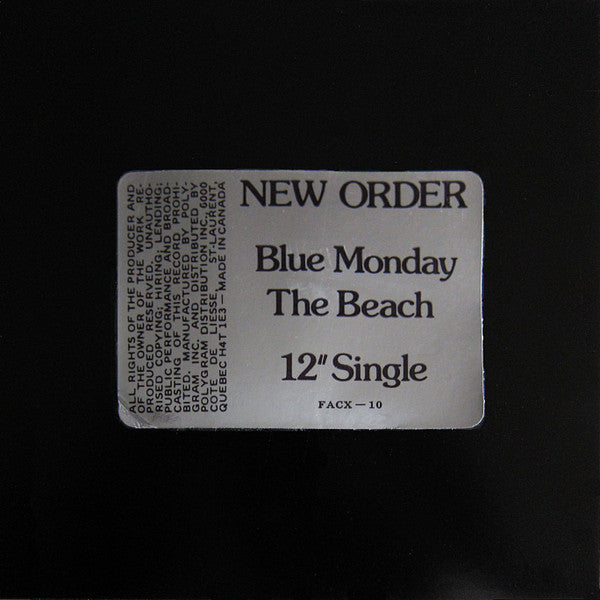 NEW ORDER
Blue Monday
The Beach
12" Single
FACX — 10
ALL RIGHTS OF THE PRODUCER AND
OF THE OWNER OF THE WORK RE-
PRODUCED RESERVED. UNAUTHO-
RISED COPYING; HIRING; LENDING;
PUBLIC PERFORMANCE AND BROAD-
CASTING OF THIS RECORD PROHI-
BITED. MANUFACTURED BY POLY-
GRAM INC. AND DISTRIBUTED BY
POLYGRAM DISTRIBUTION INC., 6000
COTE DE LIESSE, ST-LAURENT,
QUEBEC H4T 1E3 — MADE IN CANADA